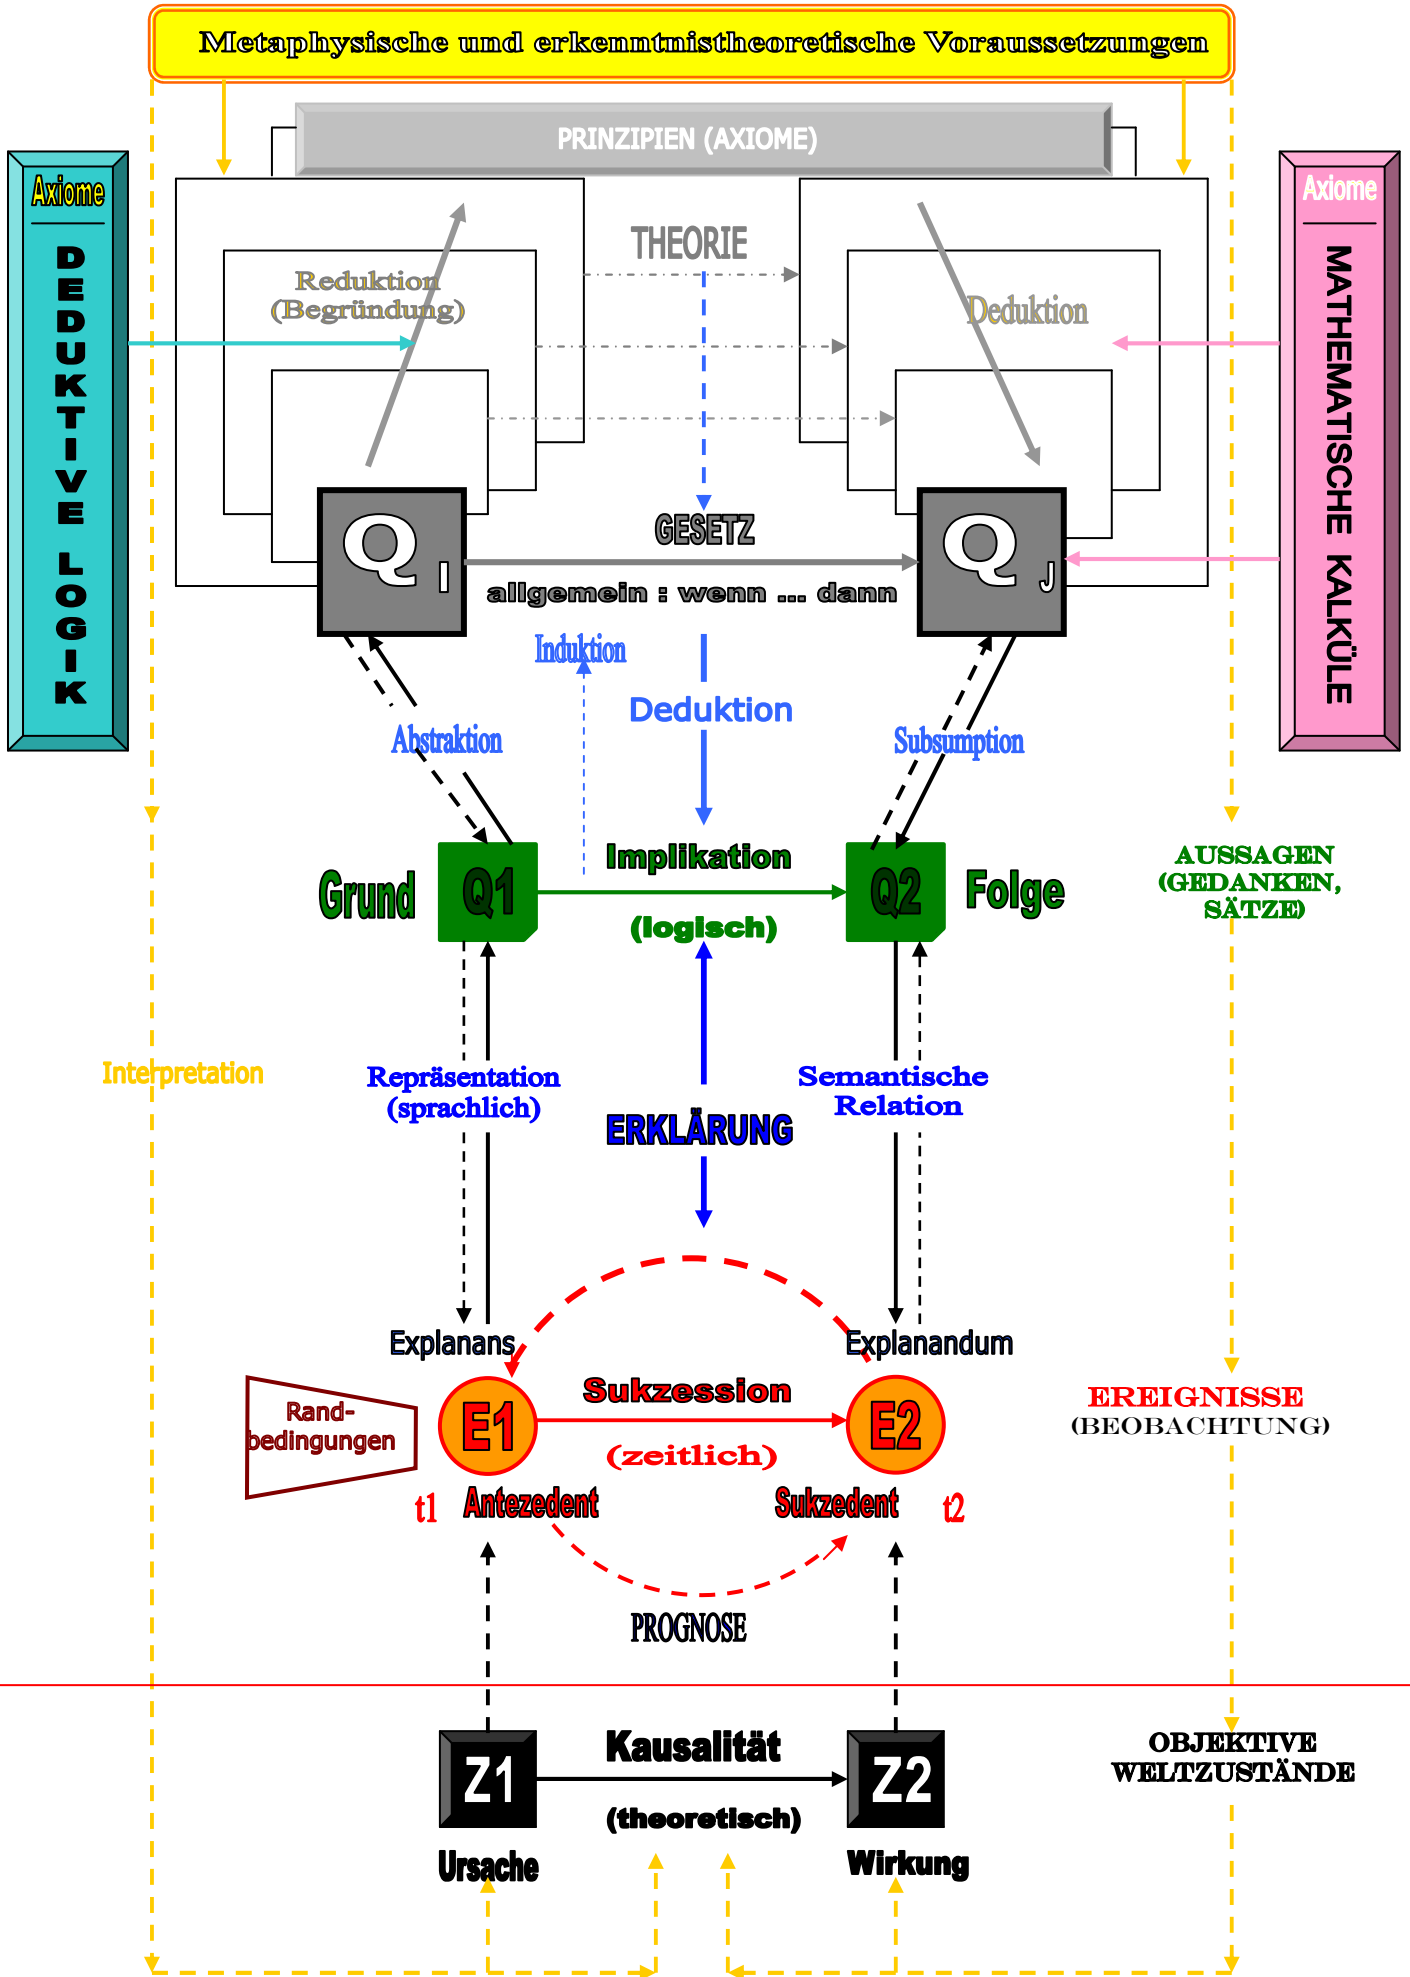 Metaphysische und erkenntnistheoretische Voraussetzungen
PRINZIPIEN (AXIOME)
Axiome
DEDUKTIVE LOGIK
Axiome
MATHEMATISCHE KALKÜLE
THEORIE
Reduktion
(Begründung)
Deduktion
Q I
GESETZ
allgemein : wenn ... dann
Q J
Induktion
Deduktion
Abstraktion
Subsumption
Grund
Q1
Implikation
(logisch)
Q2
Folge
AUSSAGEN
(GEDANKEN,
SÄTZE)
Interpretation
Repräsentation
(sprachlich)
Semantische
Relation
ERKLÄRUNG
Explanans
Explanandum
Rand-
bedingungen
E1
Sukzession
(zeitlich)
E2
EREIGNISSE
(BEOBACHTUNG)
t1
Antezedent
Sukzedent
t2
PROGNOSE
Z1
Kausalität
(theoretisch)
Z2
OBJEKTIVE
WELTZUSTÄNDE
Ursache
Wirkung